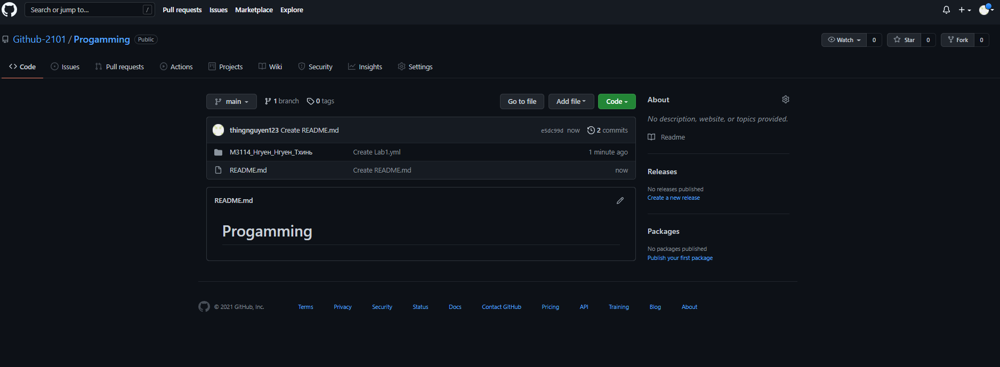 Search or jump to... / Pull requests Issues Marketplace Explore
Github-2101 / Progamming Public Watch 0 Star 0 Fork 0
Code Issues Pull requests Actions Projects Wiki Security Insights Settings
main 1 branch 0 tags Go to file Add file Code
thingnguyen123 Create README.md e5dc99d now 2 commits
М3114_Нгуен_Нгуен_Тхинь Create Lab1.yml 1 minute ago
README.md Create README.md now
README.md
Progamming
About
No description, website, or topics provided.
Readme
Releases
No releases published
Create a new release
Packages
No packages published
Publish your first package
© 2021 GitHub, Inc. Terms Privacy Security Status Docs Contact GitHub Pricing API Training Blog About